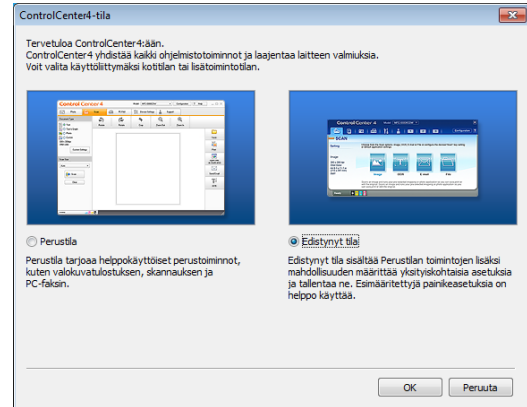 ControlCenter4-tila
Tervetuloa ControlCenter4:ään.
ControlCenter4 yhdistää kaikki ohjelmistotoiminnot ja laajentaa laitteen valmiuksia.
Voit valita käyttöliittymäksi kotitilan tai lisätoimintotilan.
Control Center 4
ControlCenter 4
SCAN
Perustila
Perustila tarjoaa helppokäyttöiset perustoiminnot,
kuten valokuvatulostuksen, skannauksen ja
PC-faksin.
Edistynyt tila
Edistynyt tila sisältää Perustilan toimintojen lisäksi
mahdollisuuden määrittää yksityiskohtaisia asetuksia
ja tallentaa ne. Esimääritettyjä painikeasetuksia on
helppo käyttää.
OK
Peruuta